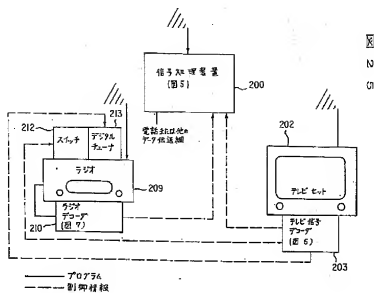 図
2
5
信号処理装置
(図5)
200
212
213
スイッチ
デジタル
チューナ
電話または他の
データ伝送網
202
ラジオ
209
テレビセット
210
ラジオ
デコーダ
(図7)
テレビ信号
デコーダ
(図6)
203
プログラム
制御情報